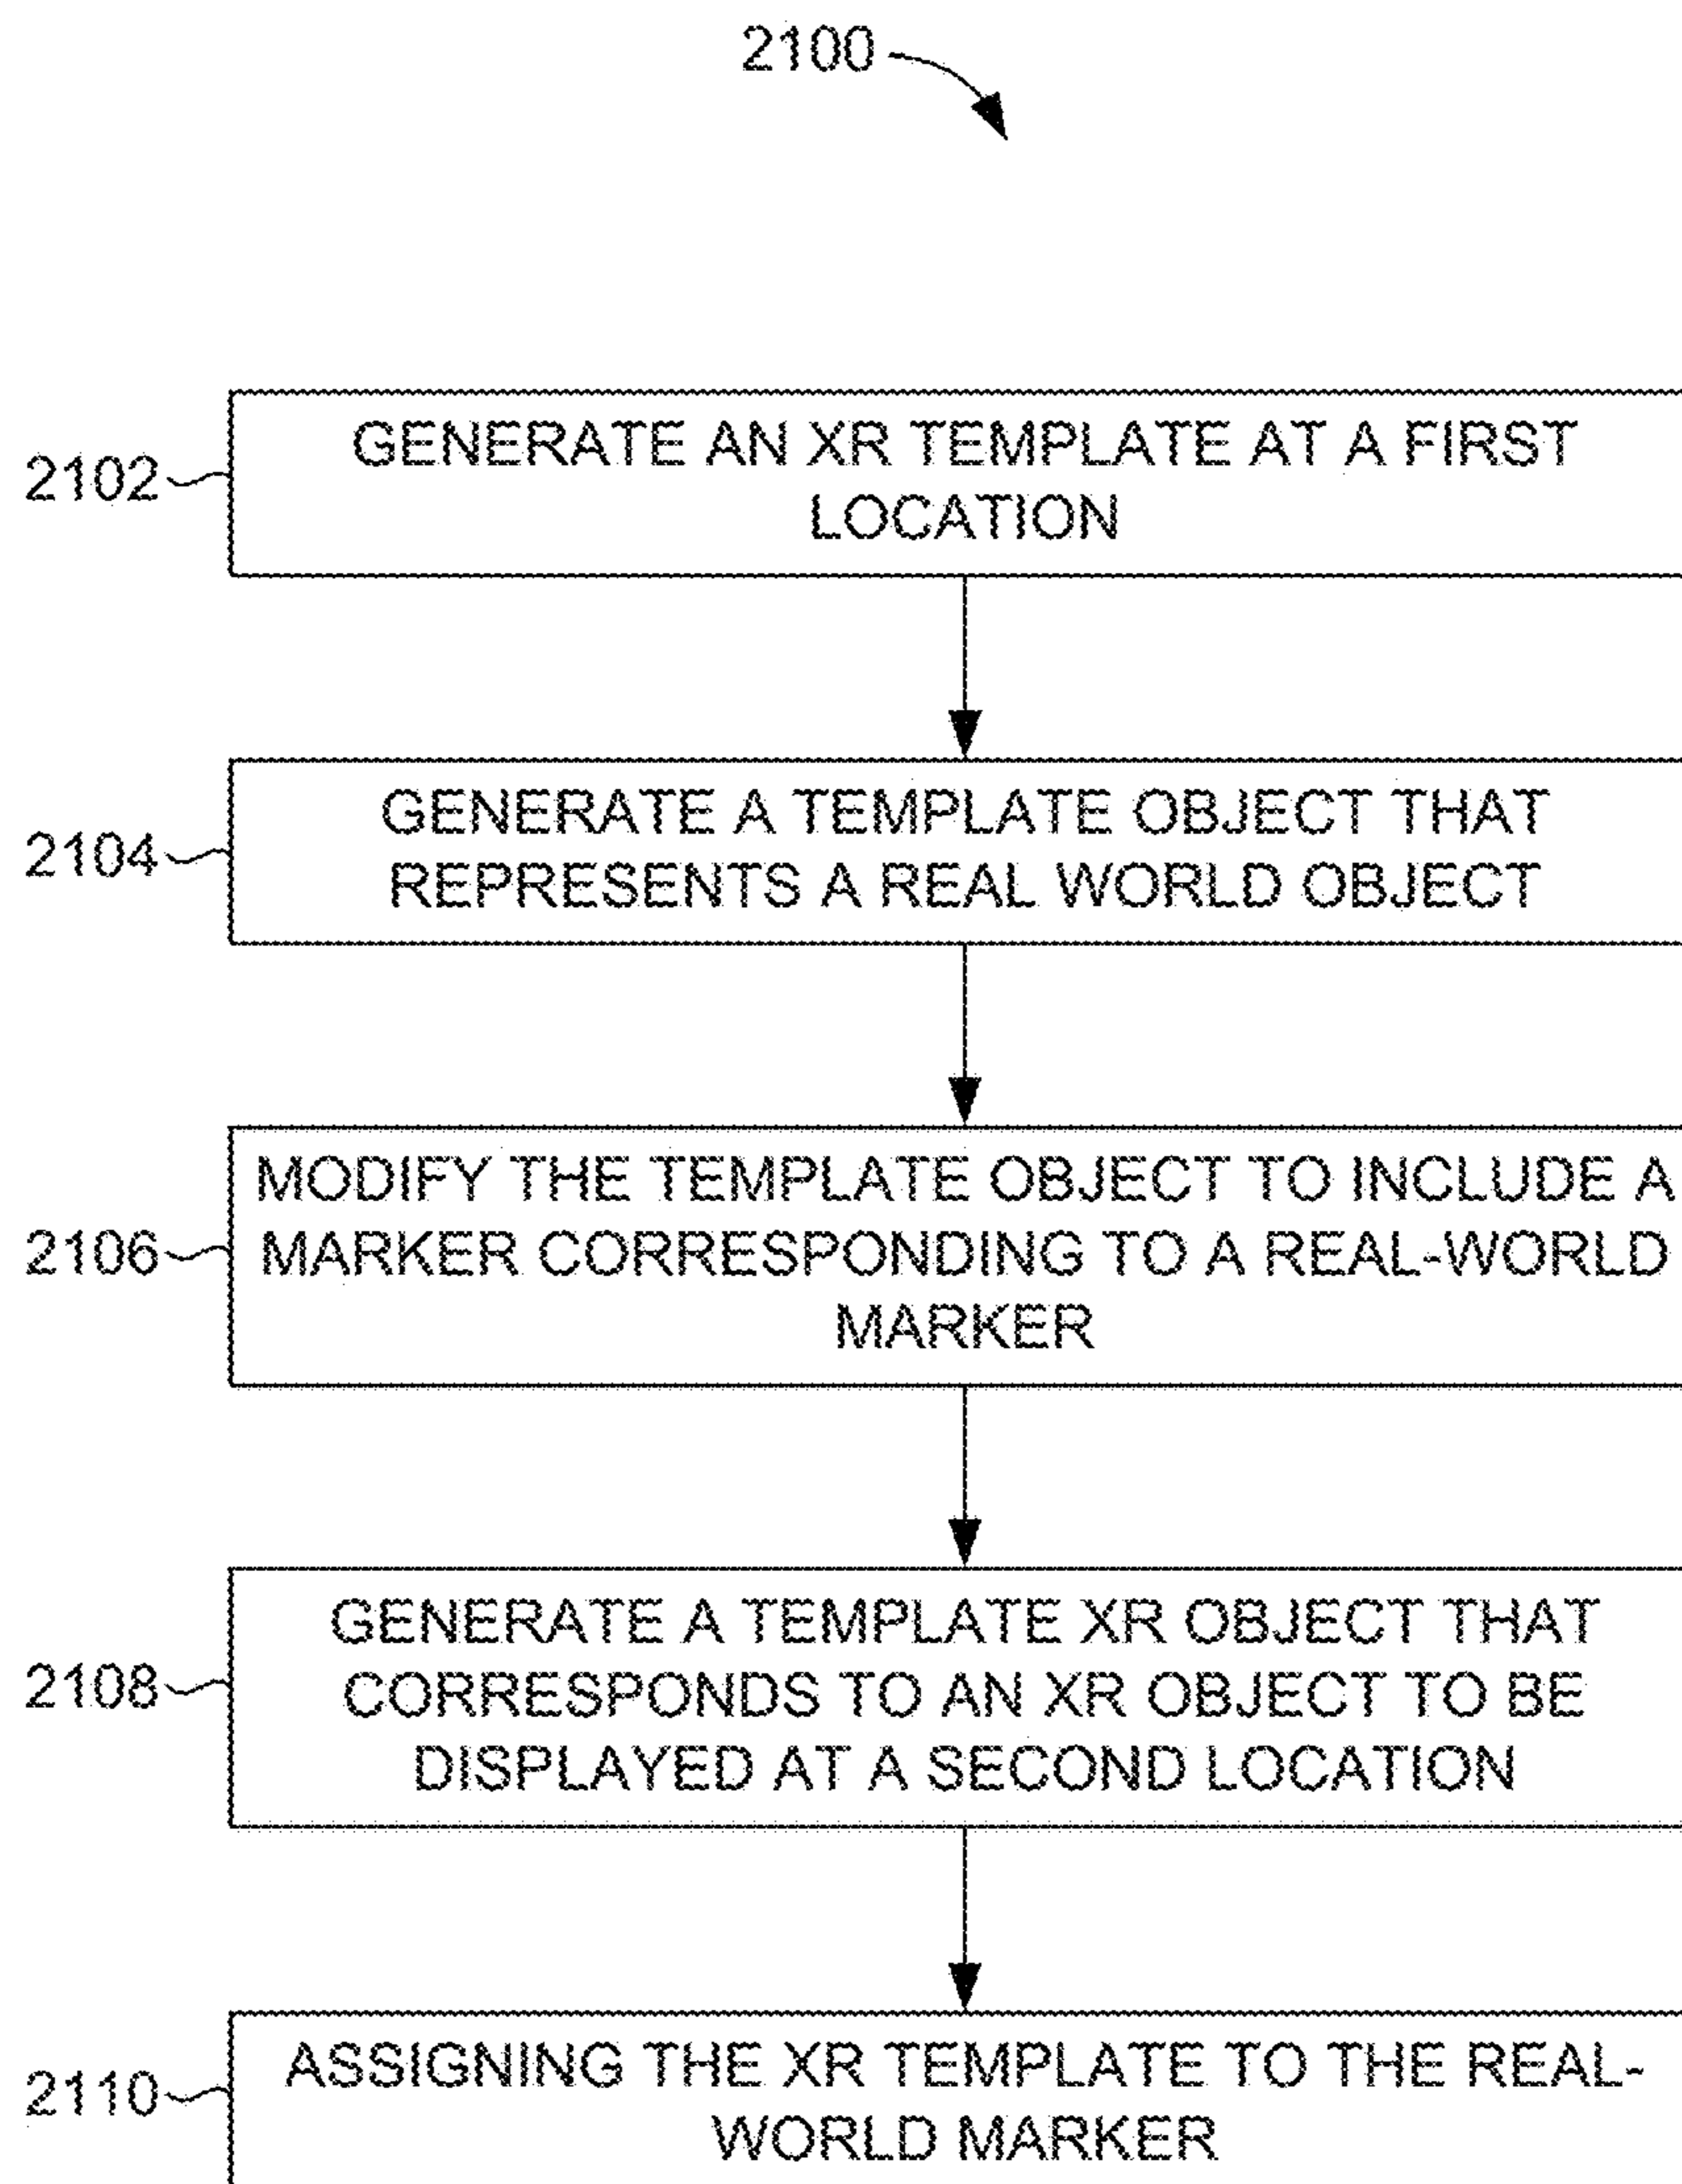 2100
2102
GENERATE AN XR TEMPLATE AT A FIRST
LOCATION
2104
GENERATE A TEMPLATE OBJECT THAT
REPRESENTS A REAL WORLD OBJECT
2106
MODIFY THE TEMPLATE OBJECT TO INCLUDE A
MARKER CORRESPONDING TO A REAL-WORLD
MARKER
2108
GENERATE A TEMPLATE XR OBJECT THAT
CORRESPONDS TO AN XR OBJECT TO BE
DISPLAYED AT A SECOND LOCATION
2110
ASSIGNING THE XR TEMPLATE TO THE REAL-
WORLD MARKER